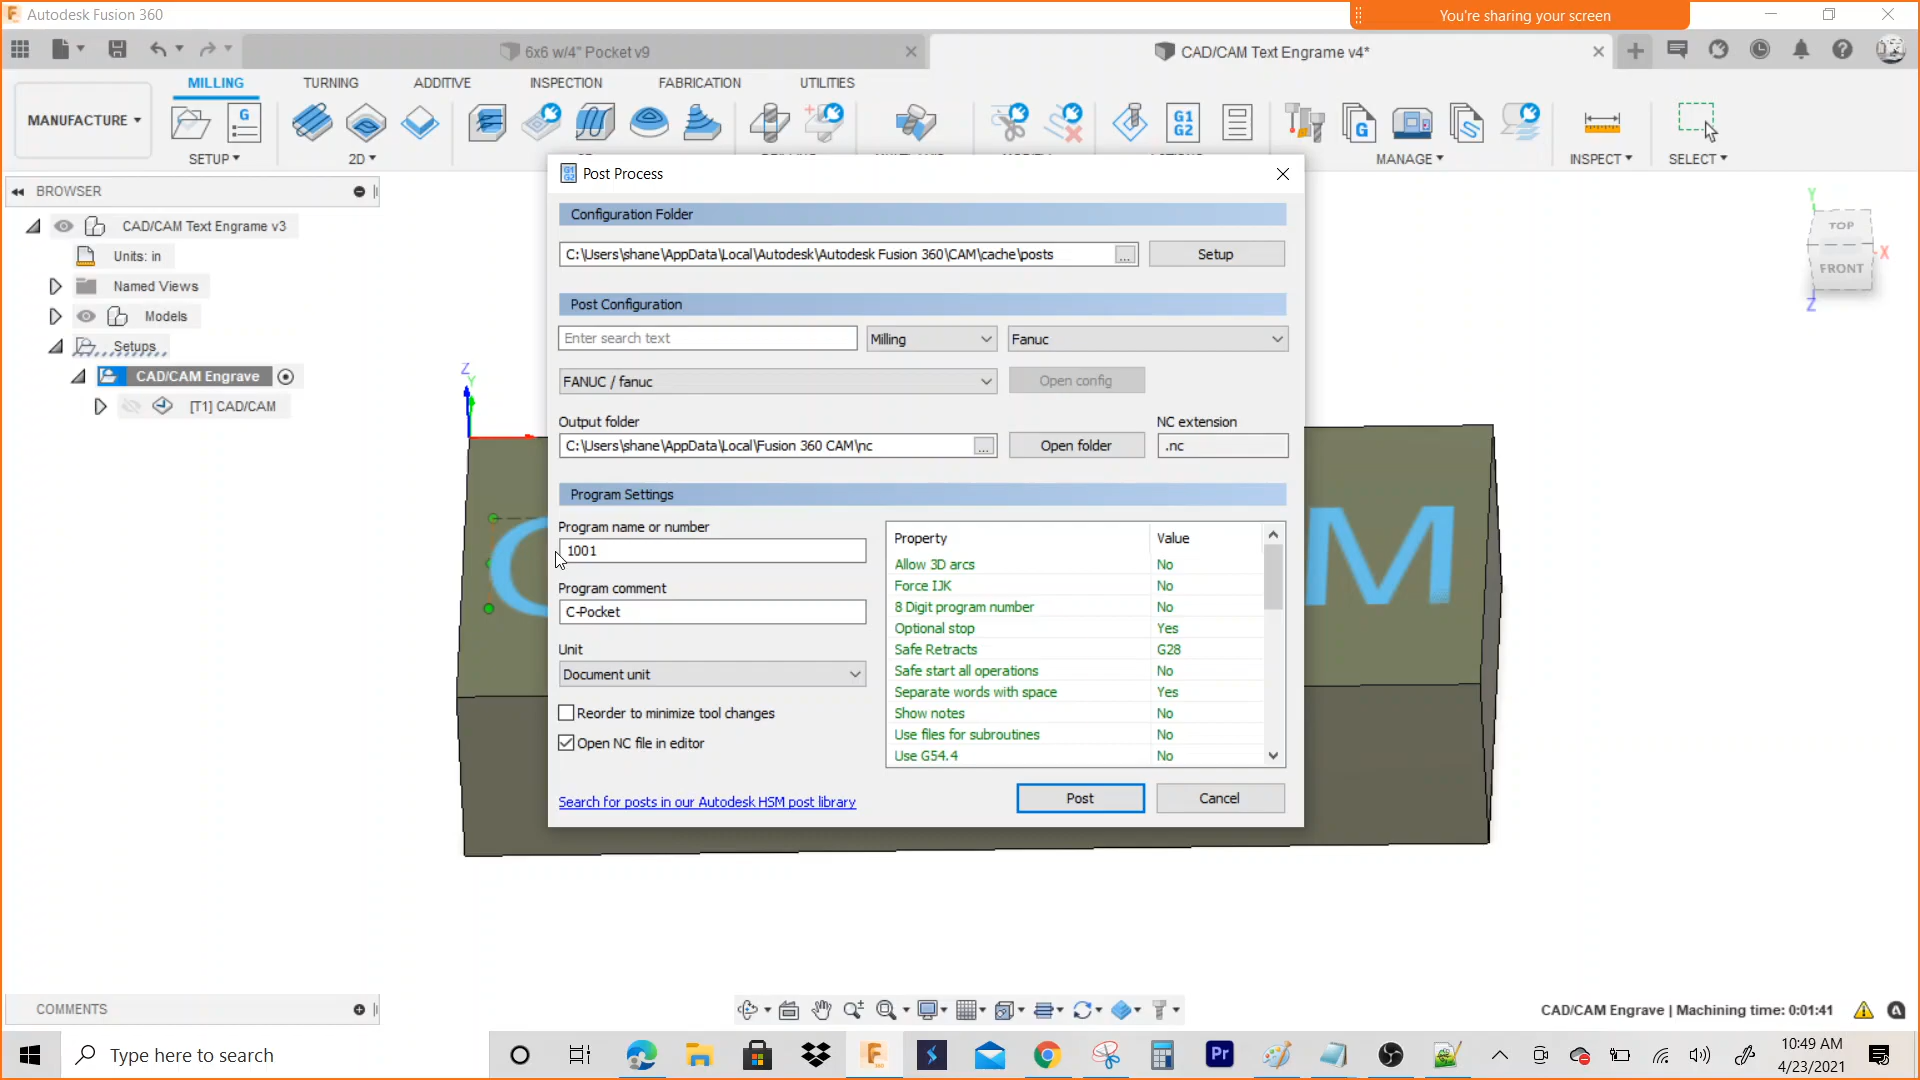 Autodesk Fusion 360
You're sharing your screen
6x6 w/4" Pocket v9
CAD/CAM Text Engrame v4*
MILLING
TURNING
ADDITIVE
INSPECTION
FABRICATION
UTILITIES
MANUFACTURE
SETUP
2D
MANAGE
INSPECT
SELECT
BROWSER
CAD/CAM Text Engrame v3
Units: in
Named Views
Models
Setups
CAD/CAM Engrave
[T1] CAD/CAM
TOP
FRONT
X
Y
Z
Z
Y
Post Process
Configuration Folder
C:\Users\shane\AppData\Local\Autodesk\Autodesk Fusion 360\CAM\cache\posts
...
Setup
Post Configuration
Enter search text
Milling
Fanuc
FANUC / fanuc
Open config
Output folder
NC extension
C:\Users\shane\AppData\Local\Fusion 360 CAM\nc
...
Open folder
.nc
Program Settings
Program name or number
1001
Program comment
C-Pocket
Unit
Document unit
Reorder to minimize tool changes
Open NC file in editor
Property Value
Allow 3D arcs No
Force IJK No
8 Digit program number No
Optional stop Yes
Safe Retracts G28
Safe start all operations No
Separate words with space Yes
Show notes No
Use files for subroutines No
Use G54.4 No
Search for posts in our Autodesk HSM post library
Post
Cancel
C
M
COMMENTS
CAD/CAM Engrave | Machining time: 0:01:41
Type here to search
Pr
10:49 AM
4/23/2021